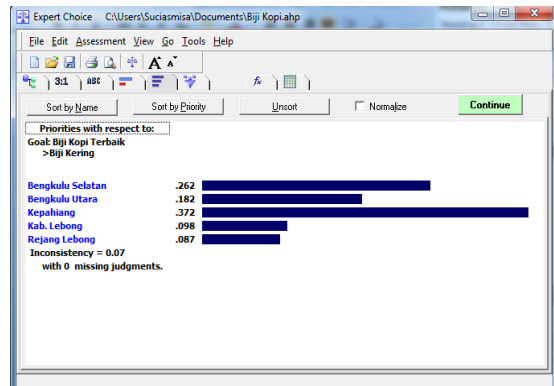 Expert Choice C:\Users\Suciasmisa\Documents\Biji Kopi.ahp
File Edit Assessment View Go Tools Help
A A
3:1 ABC fx
Sort by Name Sort by Priority Unsort Normalize Continue
Priorities with respect to:
Goal: Biji Kopi Terbaik
>Biji Kering
Bengkulu Selatan .262
Bengkulu Utara .182
Kepahiang .372
Kab. Lebong .098
Rejang Lebong .087
Inconsistency = 0.07
with 0 missing judgments.